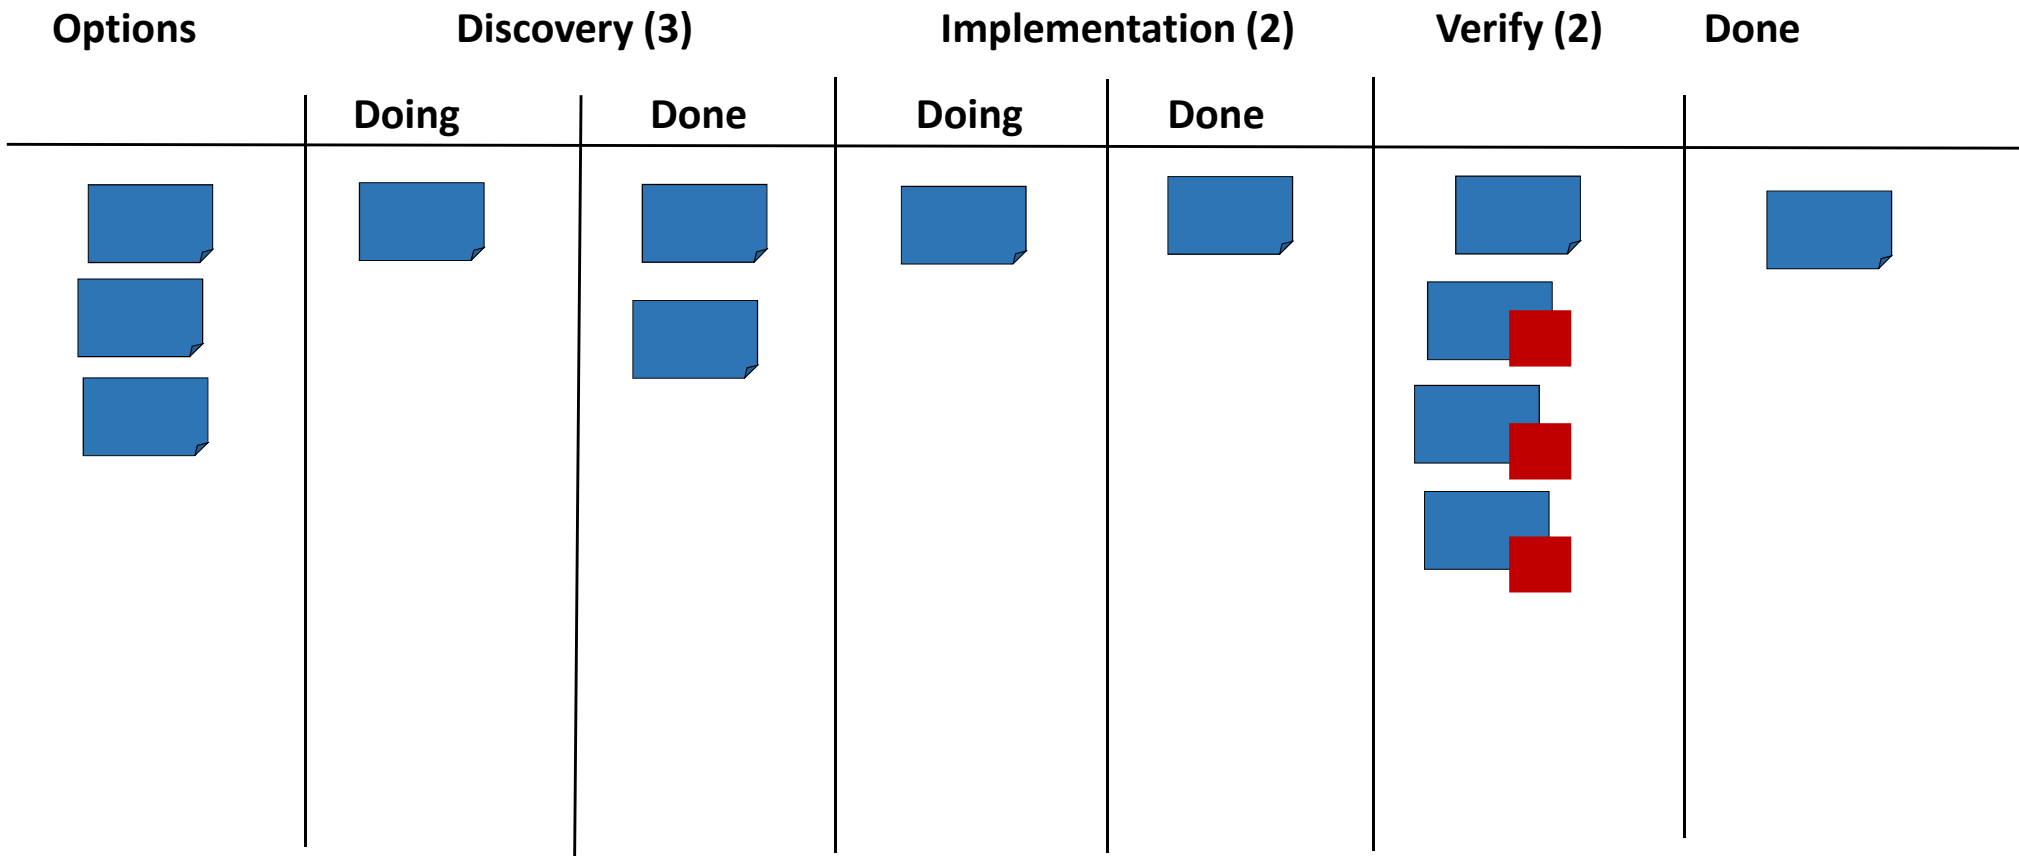 Options Discovery (3) Implementation (2) Verify (2) Done
Doing Done Doing Done